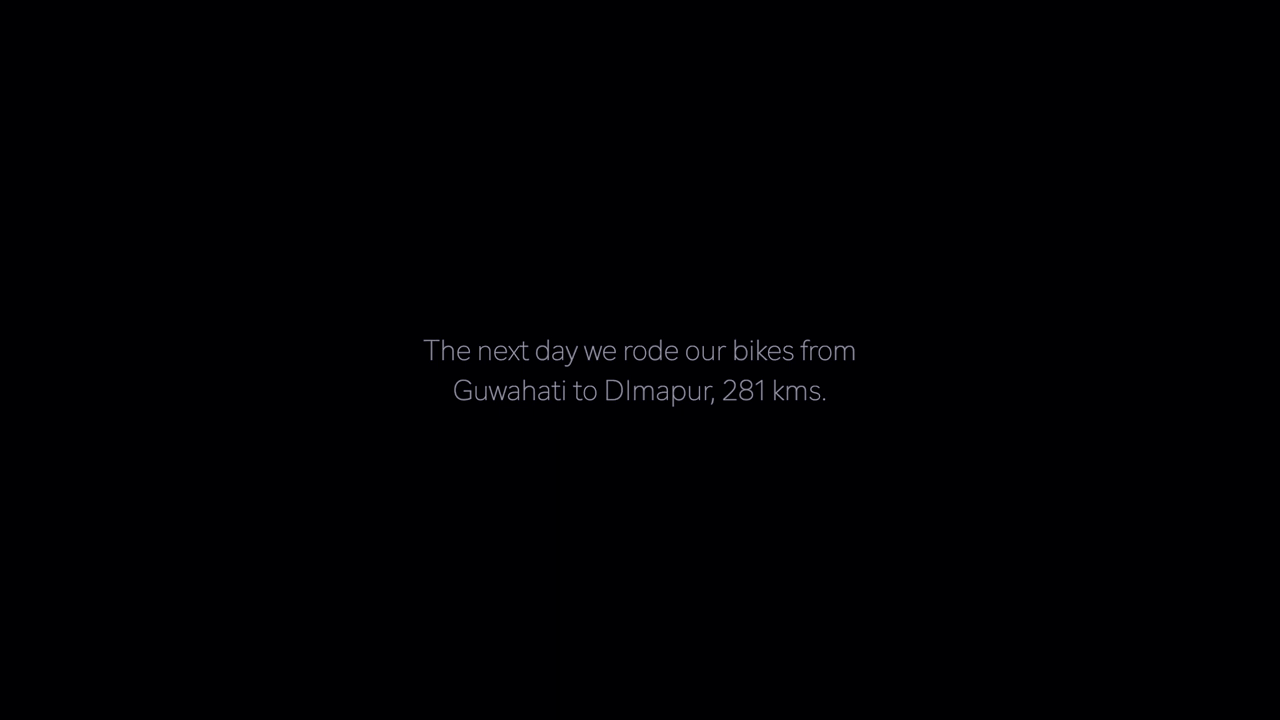 The next day we rode our bikes from
Guwahati to DImapur, 281 kms.